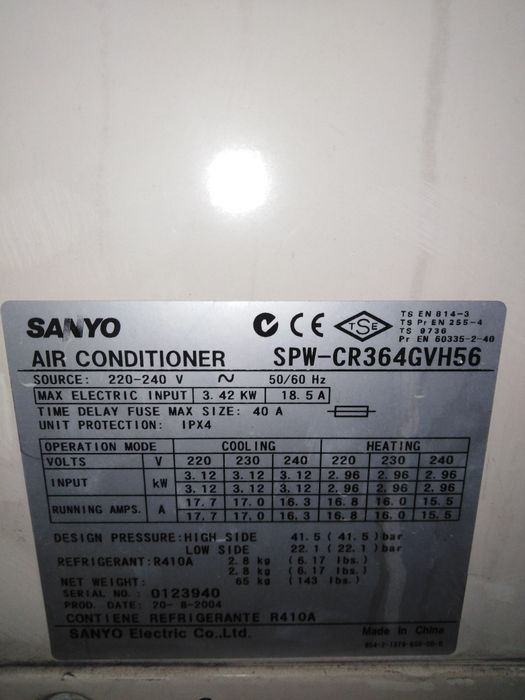 SANYO
CE
TSE
TS EN 814-3
TS Pr EN 255-4
TS 9736
Pr EN 60335-2-40
AIR CONDITIONER SPW-CR364GVH56
SOURCE: 220-240 V ~ 50/60 Hz
MAX ELECTRIC INPUT 3.42 KW 18.5 A
TIME DELAY FUSE MAX SIZE: 40 A
UNIT PROTECTION: IPX4
OPERATION MODE COOLING HEATING
VOLTS V 220 230 240 220 230 240
INPUT kW 3.12 3.12 3.12 2.96 2.96 2.96
3.12 3.12 3.12 2.96 2.96 2.96
RUNNING AMPS. A 17.7 17.0 16.3 16.8 16.0 15.5
17.7 17.0 16.3 16.8 16.0 15.5
DESIGN PRESSURE: HIGH SIDE 41.5 (41.5) bar
LOW SIDE 22.1 (22.1) bar
REFRIGERANT: R410A 2.8 kg (6.17 lbs.)
2.8 kg (6.17 lbs.)
NET WEIGHT: 65 kg (143 lbs.)
SERIAL NO.: 0123940
PROD. DATE: 20-8-2004
CONTIENE REFRIGERANTE R410A
SANYO Electric Co., Ltd. Made in China